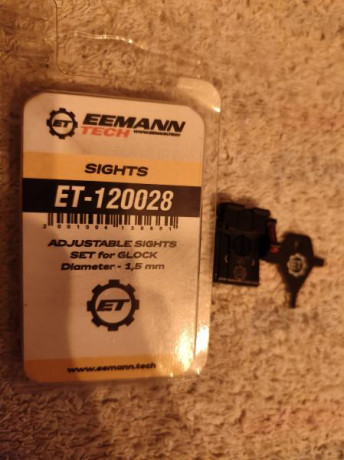 ET
EEMANN
TECH
SIGHTS
ET-120028
ADJUSTABLE SIGHTS
SET for GLOCK
Diameter - 1,5 mm
ET
www.eemann.tech